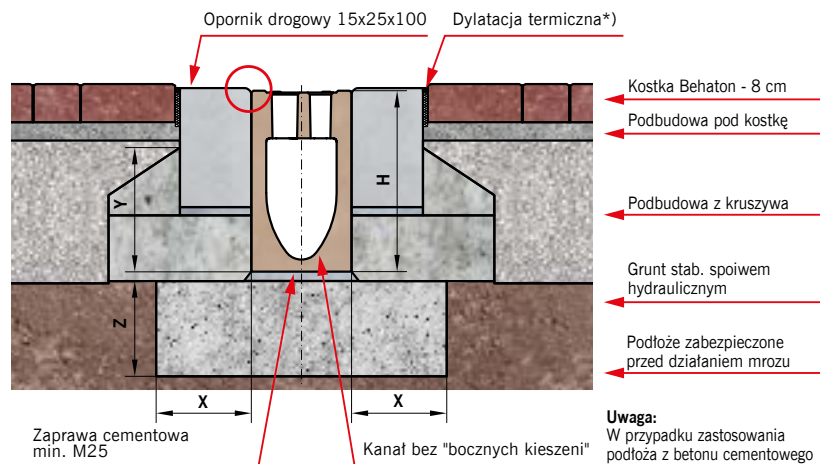 Opornik drogowy 15x25x100
Dylatacja termiczna*)
Kostka Behaton - 8 cm
Podbudowa pod kostkę
H
Y
Podbudowa z kruszywa
Grunt stab. spoiwem
hydraulicznym
Z
Podłoże zabezpieczone
przed działaniem mrozu
X
X
Zaprawa cementowa
min. M25
Kanał bez "bocznych kieszeni"
Uwaga:
W przypadku zastosowania
podłoża z betonu cementowego